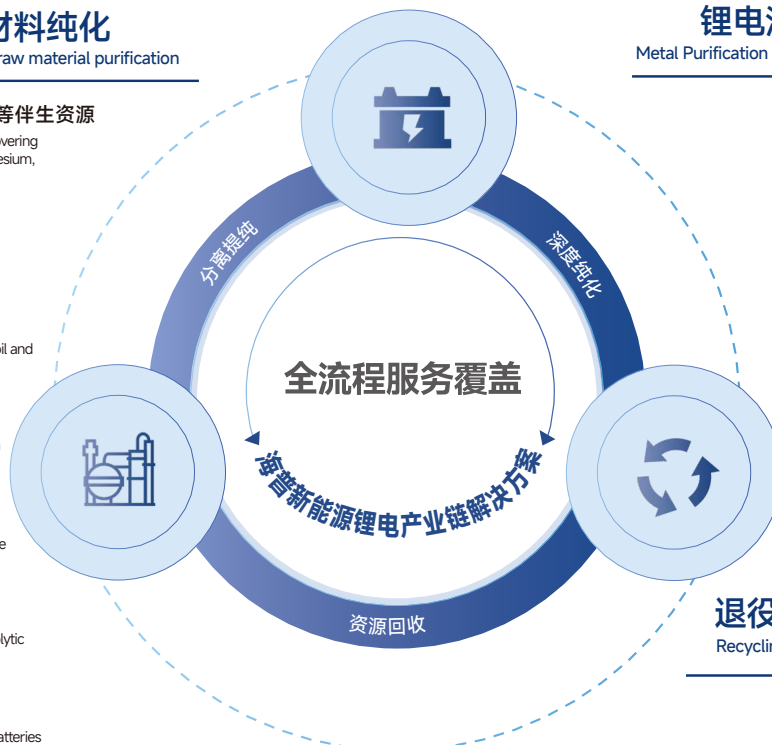 材料纯化
raw material purification
锂电池
Metal Purification
等伴生资源
overing
esium,
分离提纯
深度纯化
oil and
全流程服务覆盖
海普新能源锂电产业链解决方案
e
资源回收
lytic
退役
Recyclin
atteries